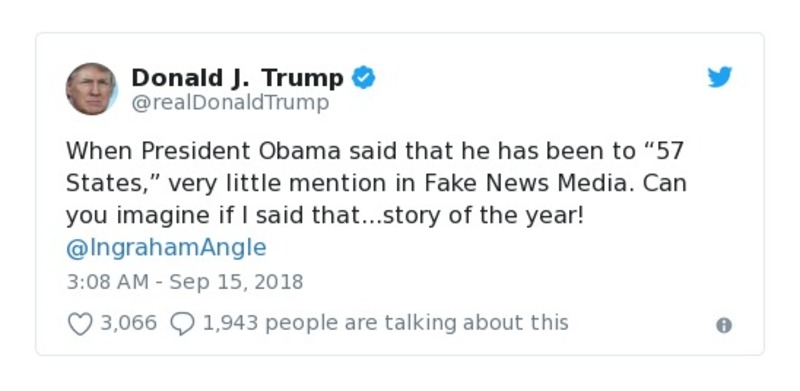 Donald J. Trump
@realDonaldTrump
When President Obama said that he has been to “57
States,” very little mention in Fake News Media. Can
you imagine if I said that...story of the year!
@IngrahamAngle
3:08 AM - Sep 15, 2018
3,066 1,943 people are talking about this